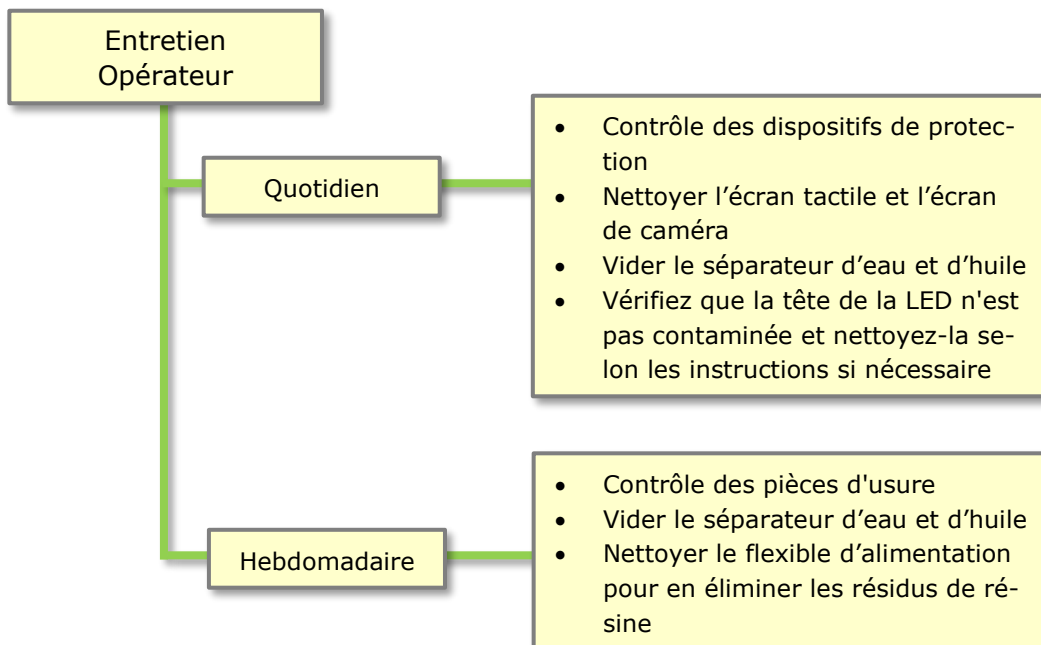 Entretien
Opérateur
Quotidien
• Contrôle des dispositifs de protec-
tion
• Nettoyer l’écran tactile et l’écran
de caméra
• Vider le séparateur d’eau et d’huile
• Vérifiez que la tête de la LED n'est
pas contaminée et nettoyez-la se-
lon les instructions si nécessaire
Hebdomadaire
• Contrôle des pièces d'usure
• Vider le séparateur d’eau et d’huile
• Nettoyer le flexible d’alimentation
pour en éliminer les résidus de ré-
sine